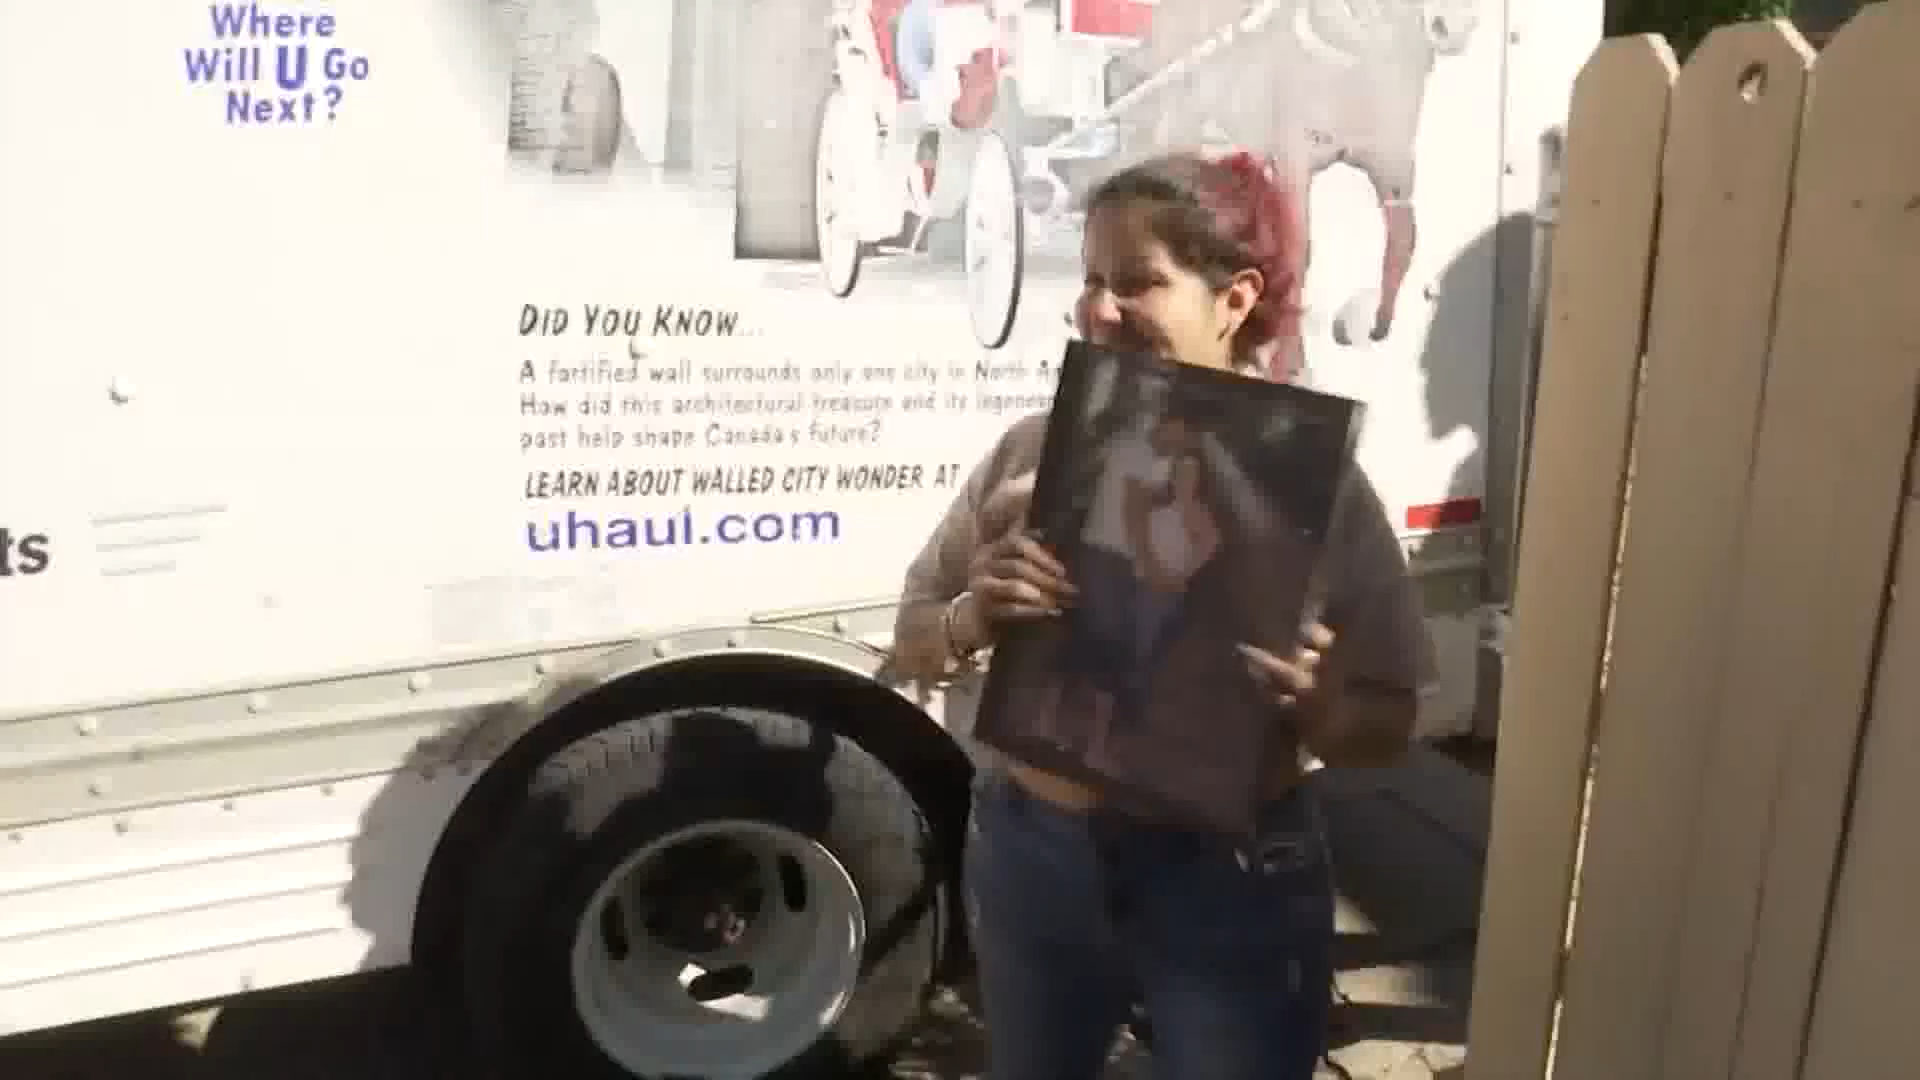 Where
Will U Go
Next?
DID YOU KNOW...
A fortified wall surrounds only one city in North
How did this architectural treasure and its
past help shape Canada's future?
LEARN ABOUT WALLED CITY WONDER AT
uhaul.com
ts